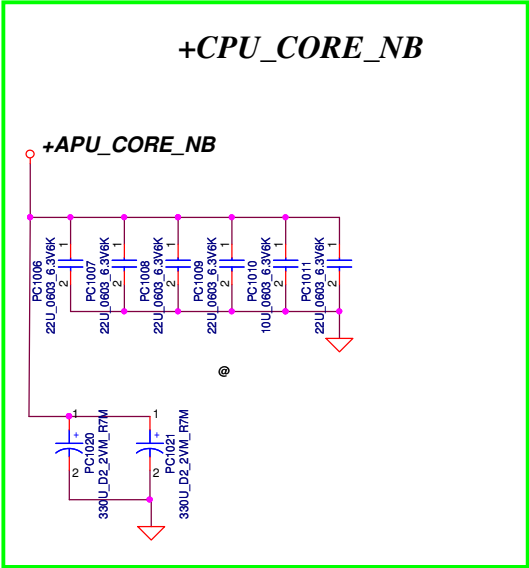 +CPU_CORE_NB
+APU_CORE_NB
1
2
PC1006
22U_0603_6.3V6K
1
2
PC1007
22U_0603_6.3V6K
1
2
PC1008
22U_0603_6.3V6K
1
2
PC1009
22U_0603_6.3V6K
1
2
PC1010
10U_0603_6.3V6K
1
2
PC1011
22U_0603_6.3V6K
@
1
+
2
PC1020
330U_D2_2VM_R7M
1
+
2
PC1021
330U_D2_2VM_R7M